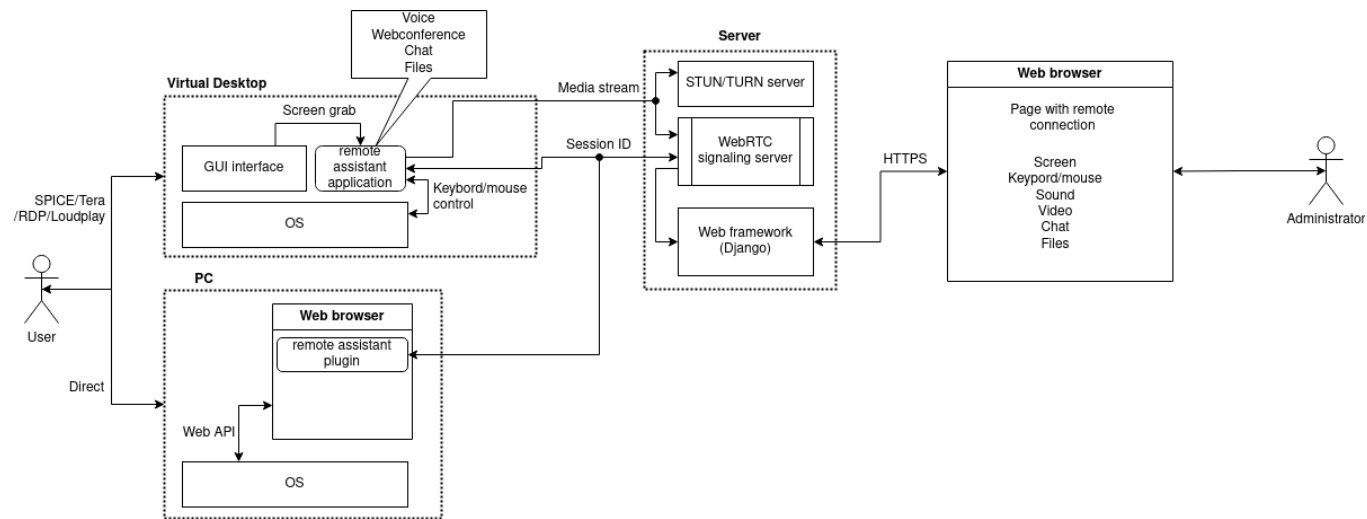 Voice
Webconference
Chat
Files
Server
Virtual Desktop
Media stream
STUN/TURN server
Web browser
Screen grab
Page with remote
connection
GUI interface
remote
assistant
application
Session ID
WebRTC
signaling server
HTTPS
Screen
Keypord/mouse
Sound
Video
Chat
Files
Keybord/mouse
control
SPICE/Tera
/RDP/Loudplay
OS
Web framework
(Django)
Administrator
PC
Web browser
User
remote assistant
plugin
Direct
Web API
OS